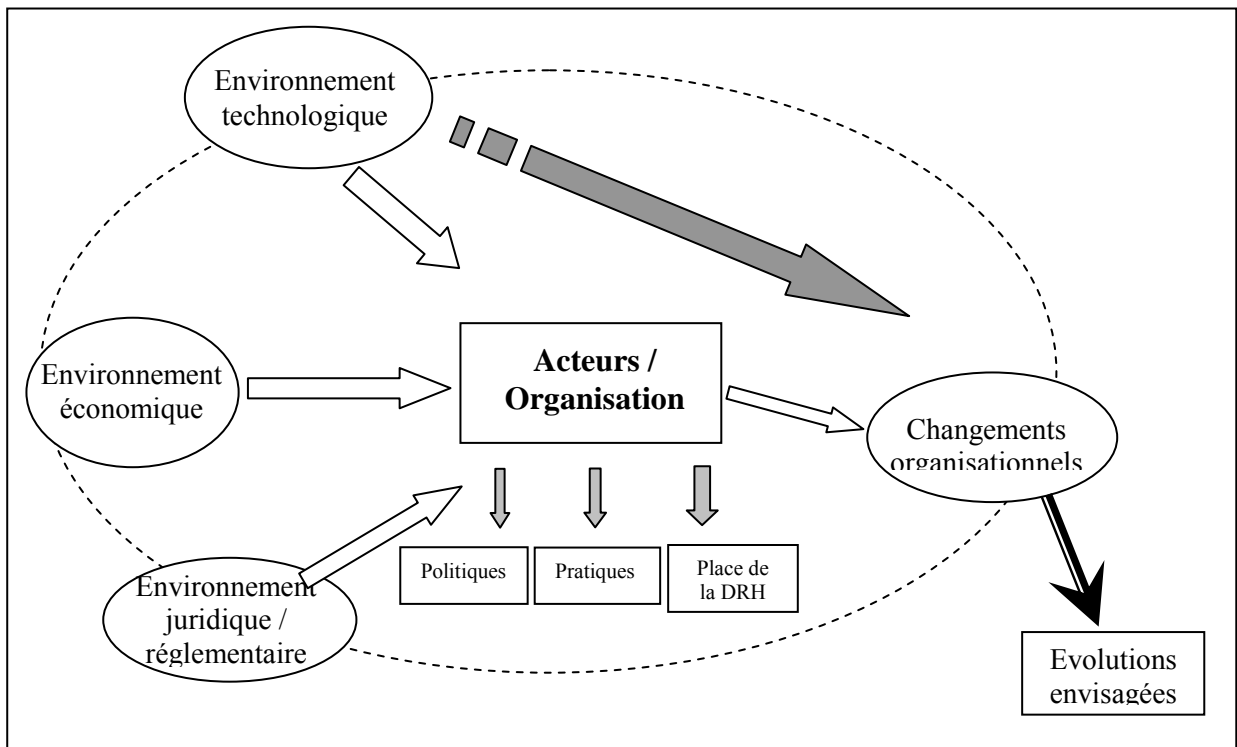 Environnement
technologique
Environnement
économique
Acteurs /
Organisation
Changements
organisationnels
Politiques
Pratiques
Place de
la DRH
Environnement
juridique /
réglementaire
Evolutions
envisagées